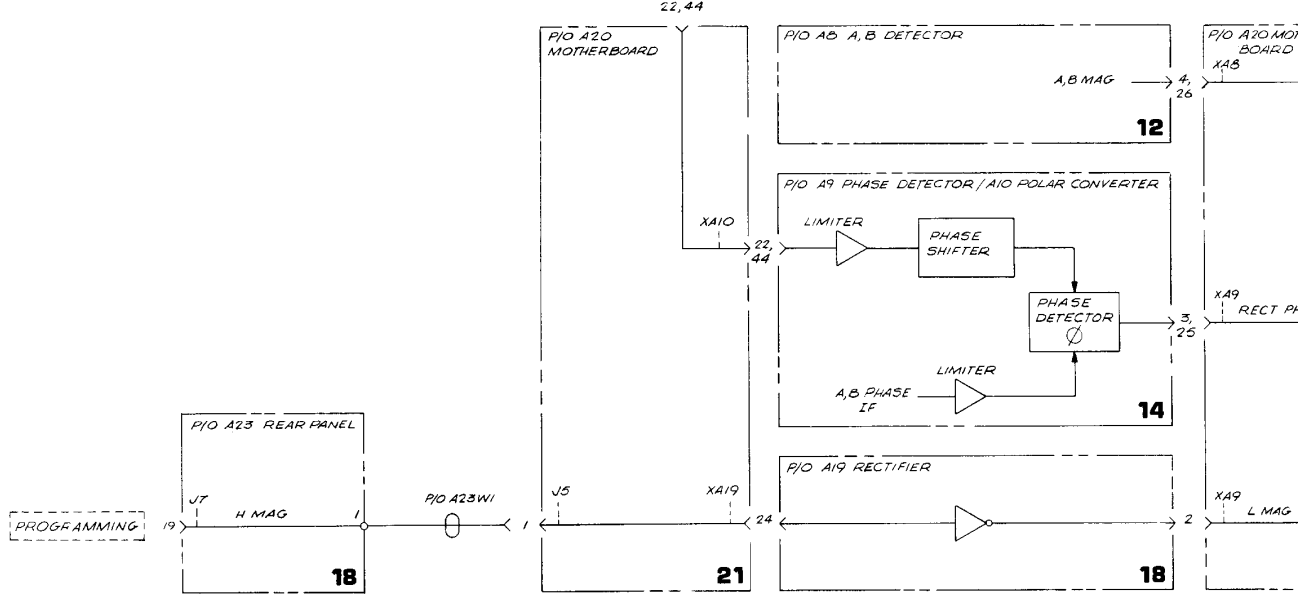 22,44
P/O A20
MOTHERBOARD
P/O A8 A,B DETECTOR
A,B MAG
4,
26
12
P/O A20 MOT
BOARD
XA8
P/O A9 PHASE DETECTOR / A10 POLAR CONVERTER
XA10
22,
44
LIMITER
PHASE
SHIFTER
PHASE
DETECTOR
Ø
3,
25
XA9
RECT PH
LIMITER
A,B PHASE
IF
14
P/O A23 REAR PANEL
PROGRAMMING
19
J7
H MAG
1
P/O A23W1
1
J5
XA19
24
P/O A19 RECTIFIER
2
XA9
L MAG
18
21
18